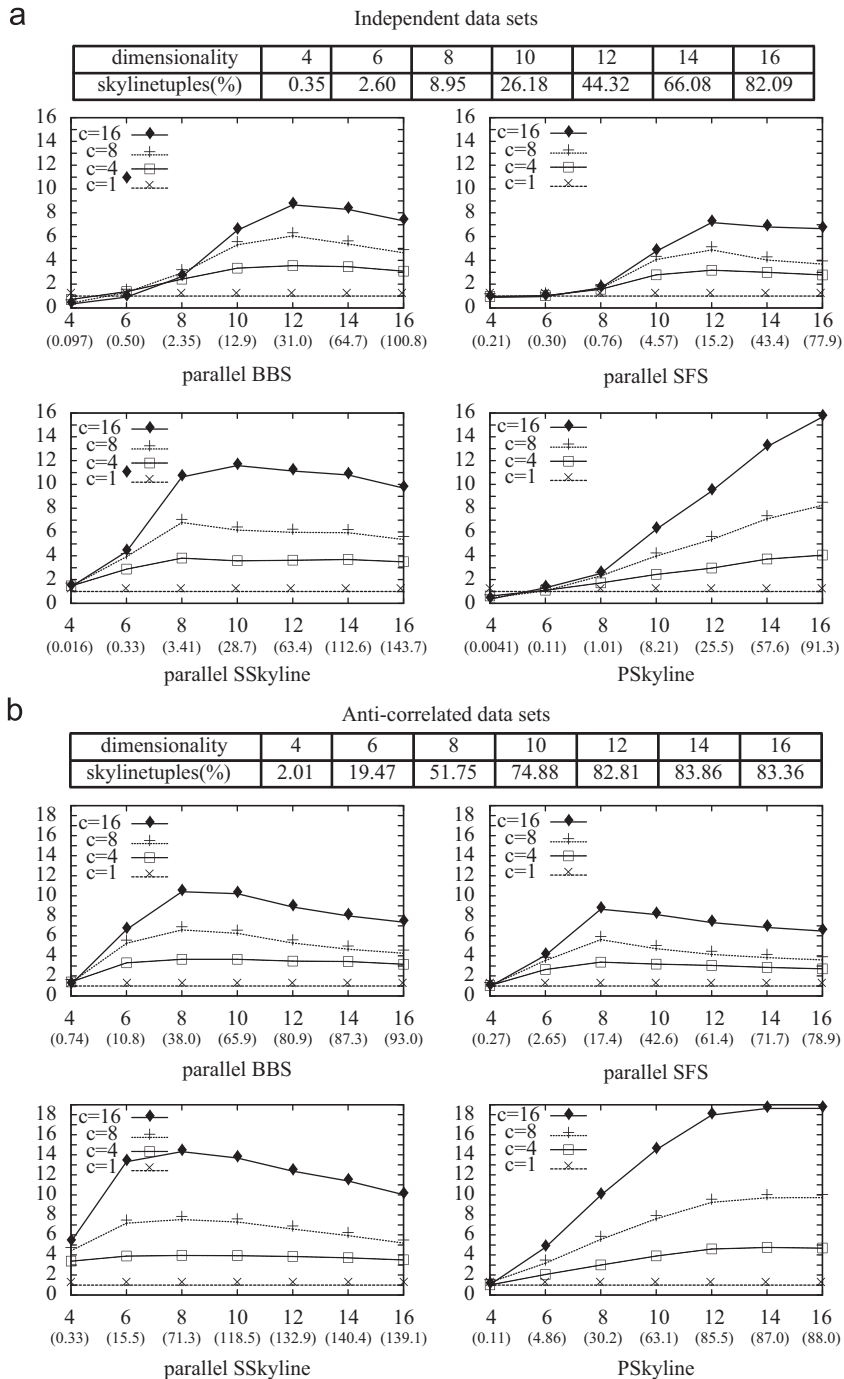 a
Independent data sets
dimensionality 4 6 8 10 12 14 16
skylinetuples(%) 0.35 2.60 8.95 26.18 44.32 66.08 82.09
16
14
12
10
8
6
4
2
0
c=16
c=8
c=4
c=1
4 6 8 10 12 14 16
(0.097) (0.50) (2.35) (12.9) (31.0) (64.7) (100.8)
parallel BBS
16
14
12
10
8
6
4
2
0
c=16
c=8
c=4
c=1
4 6 8 10 12 14 16
(0.21) (0.30) (0.76) (4.57) (15.2) (43.4) (77.9)
parallel SFS
16
14
12
10
8
6
4
2
0
c=16
c=8
c=4
c=1
4 6 8 10 12 14 16
(0.016) (0.33) (3.41) (28.7) (63.4) (112.6) (143.7)
parallel SSkyline
16
14
12
10
8
6
4
2
0
c=16
c=8
c=4
c=1
4 6 8 10 12 14 16
(0.0041) (0.11) (1.01) (8.21) (25.5) (57.6) (91.3)
PSkyline
b
Anti-correlated data sets
dimensionality 4 6 8 10 12 14 16
skylinetuples(%) 2.01 19.47 51.75 74.88 82.81 83.86 83.36
18
16
14
12
10
8
6
4
2
0
c=16
c=8
c=4
c=1
4 6 8 10 12 14 16
(0.74) (10.8) (38.0) (65.9) (80.9) (87.3) (93.0)
parallel BBS
18
16
14
12
10
8
6
4
2
0
c=16
c=8
c=4
c=1
4 6 8 10 12 14 16
(0.27) (2.65) (17.4) (42.6) (61.4) (71.7) (78.9)
parallel SFS
18
16
14
12
10
8
6
4
2
0
c=16
c=8
c=4
c=1
4 6 8 10 12 14 16
(0.33) (15.5) (71.3) (118.5) (132.9) (140.4) (139.1)
parallel SSkyline
18
16
14
12
10
8
6
4
2
0
c=16
c=8
c=4
c=1
4 6 8 10 12 14 16
(0.11) (4.86) (30.2) (63.1) (85.5) (87.0) (88.0)
PSkyline